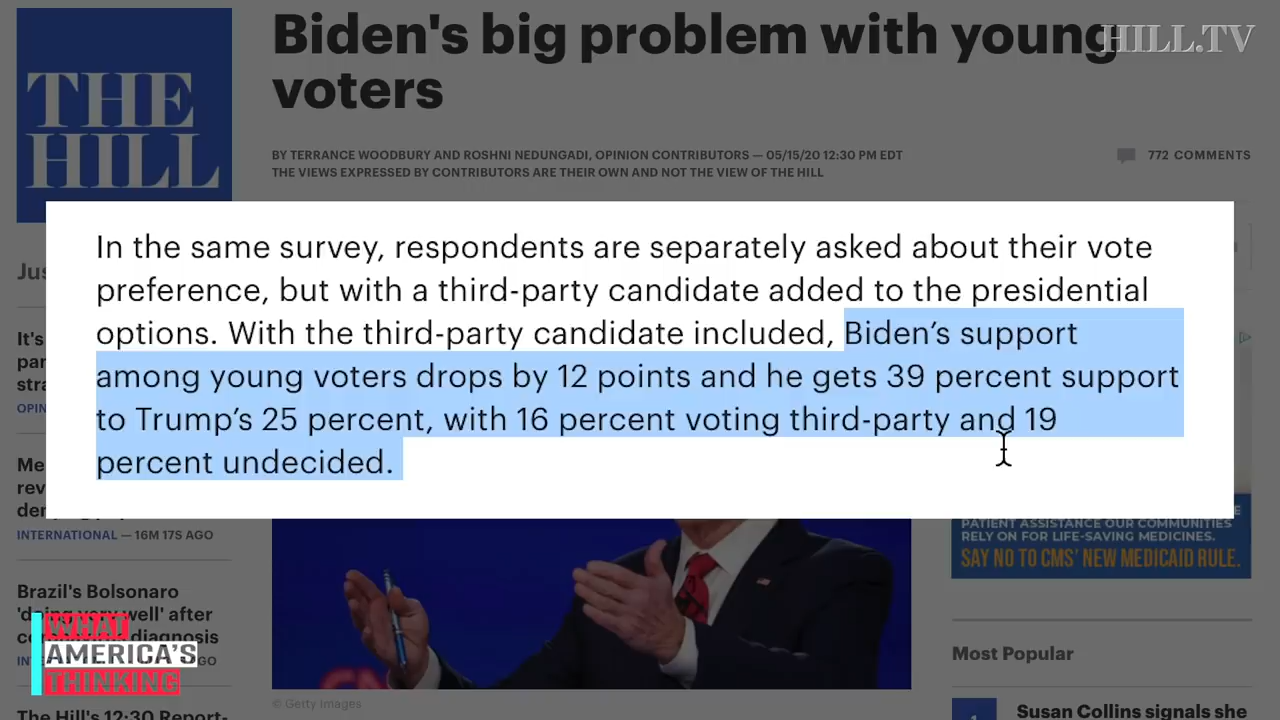 Biden's big problem with young
voters
HILL.TV
THE
HILL
BY TERRANCE WOODBURY AND ROSHNI NEDUNGADI, OPINION CONTRIBUTORS — 05/15/20 12:30 PM EDT
772 COMMENTS
THE VIEWS EXPRESSED BY CONTRIBUTORS ARE THEIR OWN AND NOT THE VIEW OF THE HILL
In the same survey, respondents are separately asked about their vote
preference, but with a third-party candidate added to the presidential
options. With the third-party candidate included, Biden’s support
among young voters drops by 12 points and he gets 39 percent support
to Trump’s 25 percent, with 16 percent voting third-party and 19
percent undecided.
It's
INTERNATIONAL — 16M 17S AGO
Brazil's Bolsonaro
'doing very well' after
diagnosis
WHAT
AMERICA'S
THINKING
The Hill's 12:30 Report-
© Getty Images
PATIENT ASSISTANCE OUR COMMUNITIES
RELY ON FOR LIFE-SAVING MEDICINES.
SAY NO TO CMS' NEW MEDICAID RULE.
Most Popular
1
Susan Collins signals she